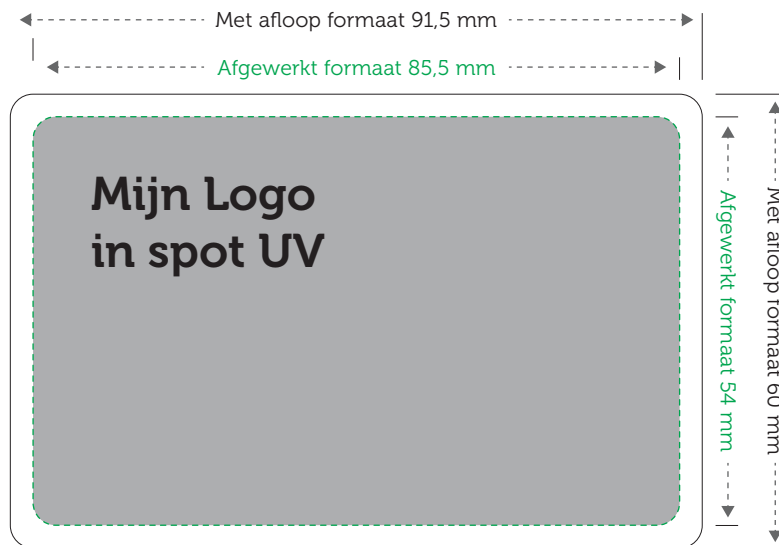 Met afloop formaat 91,5 mm
Afgewerkt formaat 85,5 mm
Mijn Logo
in spot UV
Afgewerkt formaat 54 mm
Met afloop formaat 60 mm